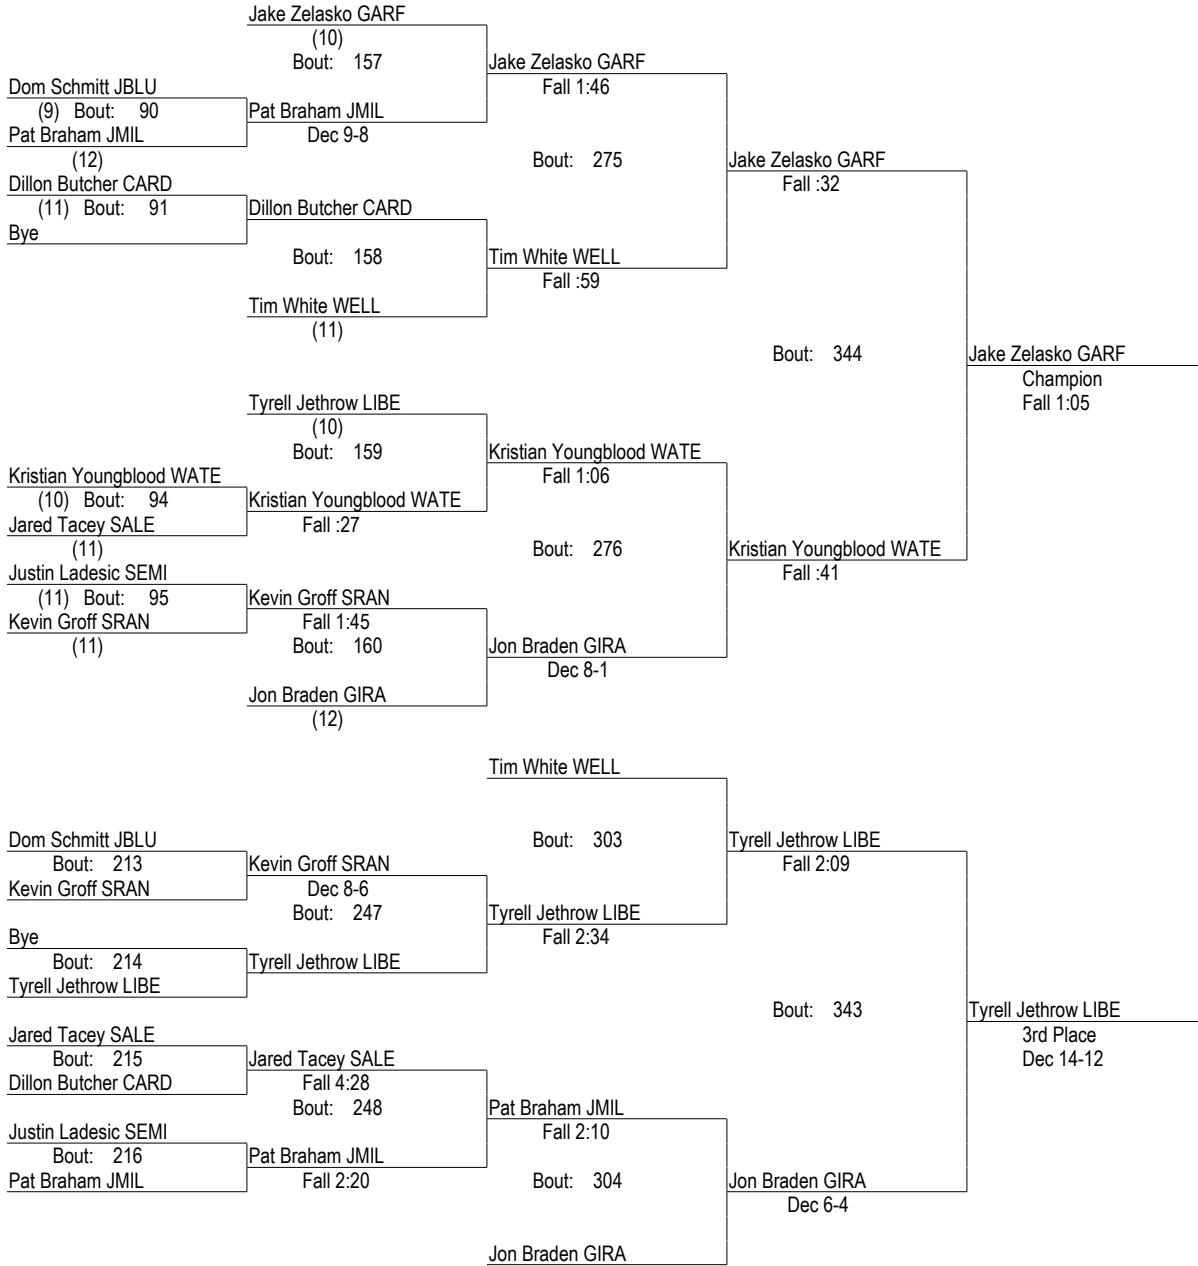 Jake Zelasko GARF
(10)
Bout: 157
Jake Zelasko GARF
Fall 1:46
Dom Schmitt JBLU
(9) Bout: 90
Pat Braham JMIL
Dec 9-8
Pat Braham JMIL
(12)
Bout: 275
Jake Zelasko GARF
Fall :32
Dillon Butcher CARD
(11) Bout: 91
Dillon Butcher CARD
Bye
Bout: 158
Tim White WELL
Fall :59
Tim White WELL
(11)
Bout: 344
Jake Zelasko GARF
Champion
Fall 1:05
Tyrell Jethrow LIBE
(10)
Bout: 159
Kristian Youngblood WATE
Fall 1:06
Kristian Youngblood WATE
(10) Bout: 94
Kristian Youngblood WATE
Fall :27
Jared Tacey SALE
(11)
Bout: 276
Kristian Youngblood WATE
Fall :41
Justin Ladesic SEMI
(11) Bout: 95
Kevin Groff SRAN
Fall 1:45
Kevin Groff SRAN
(11)
Bout: 160
Jon Braden GIRA
Dec 8-1
Jon Braden GIRA
(12)
Tim White WELL
Bout: 303
Tyrell Jethrow LIBE
Fall 2:09
Dom Schmitt JBLU
Bout: 213
Kevin Groff SRAN
Dec 8-6
Kevin Groff SRAN
Bout: 247
Tyrell Jethrow LIBE
Fall 2:34
Bye
Bout: 214
Tyrell Jethrow LIBE
Tyrell Jethrow LIBE
Bout: 343
Tyrell Jethrow LIBE
3rd Place
Dec 14-12
Jared Tacey SALE
Bout: 215
Jared Tacey SALE
Fall 4:28
Dillon Butcher CARD
Bout: 248
Pat Braham JMIL
Fall 2:10
Justin Ladesic SEMI
Bout: 216
Pat Braham JMIL
Fall 2:20
Pat Braham JMIL
Bout: 304
Jon Braden GIRA
Dec 6-4
Jon Braden GIRA